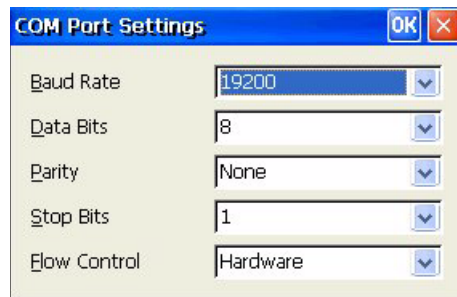 COM Port Settings OK
Baud Rate 19200
Data Bits 8
Parity None
Stop Bits 1
Flow Control Hardware